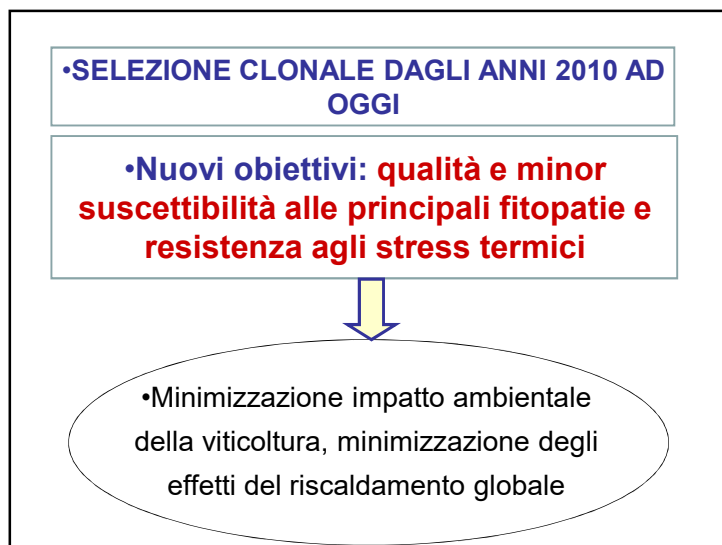 •SELEZIONE CLONALE DAGLI ANNI 2010 AD
OGGI
•Nuovi obiettivi: qualità e minor
suscettibilità alle principali fitopatie e
resistenza agli stress termici
•Minimizzazione impatto ambientale
della viticoltura, minimizzazione degli
effetti del riscaldamento globale